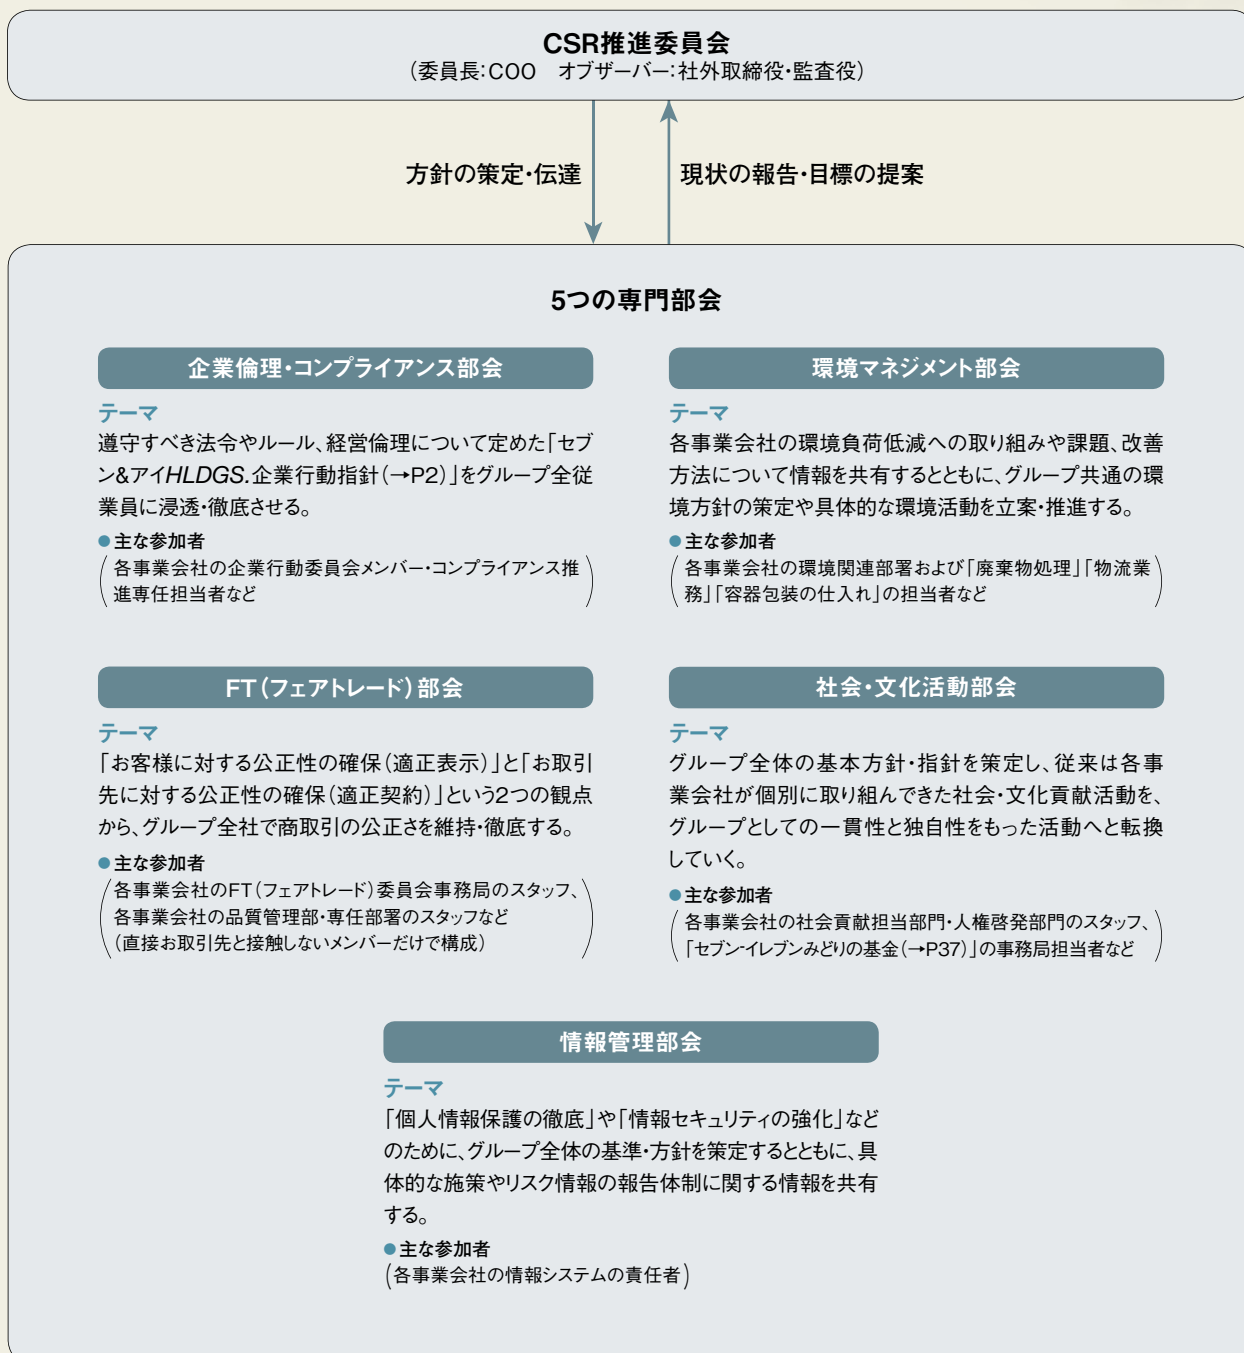 CSR推進委員会
（委員長：COO　オブザーバー：社外取締役・監査役）
方針の策定・伝達
現状の報告・目標の提案
5つの専門部会
企業倫理・コンプライアンス部会
テーマ
遵守すべき法令やルール、経営倫理について定めた「セブ
ン&アイHLDGS.企業行動指針（→P2）」をグループ全従
業員に浸透・徹底させる。
●主な参加者
各事業会社の企業行動委員会メンバー・コンプライアンス推
進専任担当者など
環境マネジメント部会
テーマ
各事業会社の環境負荷低減への取り組みや課題、改善
方法について情報を共有するとともに、グループ共通の環
境方針の策定や具体的な環境活動を立案・推進する。
●主な参加者
各事業会社の環境関連部署および「廃棄物処理」「物流業
務」「容器包装の仕入れ」の担当者など
FT（フェアトレード）部会
テーマ
「お客様に対する公正性の確保（適正表示）」と「お取引
先に対する公正性の確保（適正契約）」という2つの観点
から、グループ全社で商取引の公正さを維持・徹底する。
●主な参加者
各事業会社のFT（フェアトレード）委員会事務局のスタッフ、
各事業会社の品質管理部・専任部署のスタッフなど
（直接お取引先と接触しないメンバーだけで構成）
社会・文化活動部会
テーマ
グループ全体の基本方針・指針を策定し、従来は各事
業会社が個別に取り組んできた社会・文化貢献活動を、
グループとしての一貫性と独自性をもった活動へと転換
していく。
●主な参加者
各事業会社の社会貢献担当部門・人権啓発部門のスタッフ、
「セブン-イレブンみどりの基金（→P37）」の事務局担当者など
情報管理部会
テーマ
「個人情報保護の徹底」や「情報セキュリティの強化」など
のために、グループ全体の基準・方針を策定するとともに、具
体的な施策やリスク情報の報告体制に関する情報を共有
する。
●主な参加者
（各事業会社の情報システムの責任者）